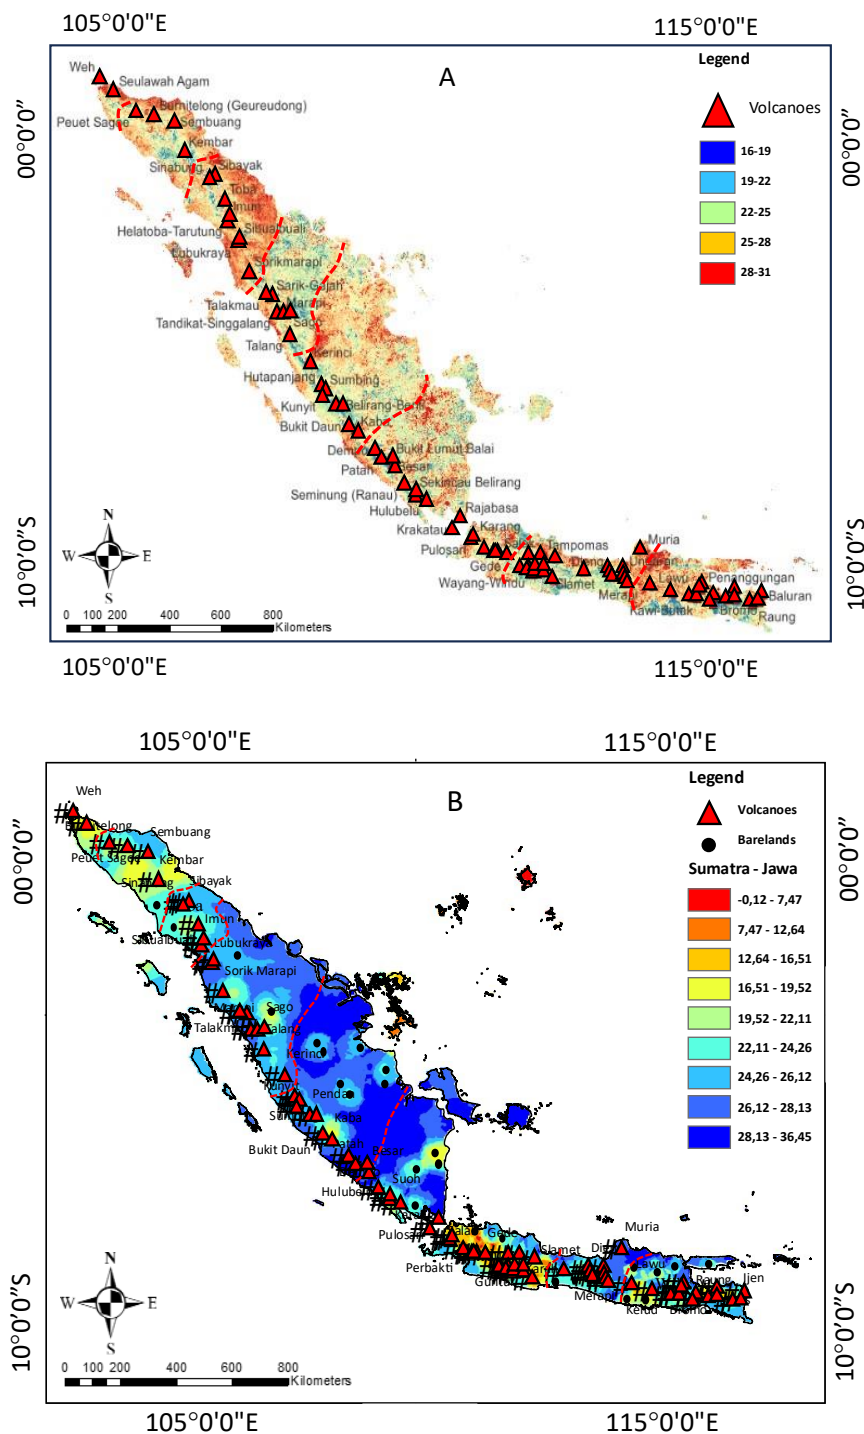 105°0'0"E
115°0'0"E
A
Legend
Volcanoes
16-19
19-22
22-25
25-28
28-31
00°0'0"
00°0'0"
Weh
Seulawah Agam
Peuet Sagoe
(Geureudong)
Sembuang
Kembar
Sinabung
Sibayak
Toba
Imun
Helatoba-Tarutung
Lubukraya
Sorikmarapi
Sarik-Gajah
Talakmau
Marapi
Tandikat-Singgalang
Sago
Talang
Kerinci
Hutapanjang
Sumbing
Kunyit
Bukit Daun
Kaba
Dempo
Bukit Lumut Balai
Patah
Besar
Sekincau Belirang
Seminung (Ranau)
Hulubelu
Rajabasa
Krakatau
Karang
Pulosari
Tampomas
Muria
Gede
Wayang-Windu
Slamet
Ungaran
Merapi
Lawu
Penanggungan
Kawi-Butak
Bromo
Baluran
Raung
10°0'0"S
10°0'0"S
N
W
E
S
0 100 200 400 600 800
Kilometers
105°0'0"E
115°0'0"E
105°0'0"E
115°0'0"E
B
Legend
Volcanoes
Barelands
Sumatra - Jawa
-0,12 - 7,47
7,47 - 12,64
12,64 - 16,51
16,51 - 19,52
19,52 - 22,11
22,11 - 24,26
24,26 - 26,12
26,12 - 28,13
28,13 - 36,45
00°0'0"
00°0'0"
Weh
Sembuang
Peuet Sagoe
Kembar
Sibayak
Imun
Lubukraya
Sorik Marapi
Sago
Talang
Kerinci
Kunyit
Pendan
Kaba
Bukit Daun
Patah
Besar
Suoh
Hulubelu
Pulosari
Gede
Perbakti
Slamet
Muria
Merapi
Lawu
Kelud
Bromo
Raung
Ijen
10°0'0"S
10°0'0"S
N
W
E
S
0 100 200 400 600 800
Kilometers
105°0'0"E
115°0'0"E